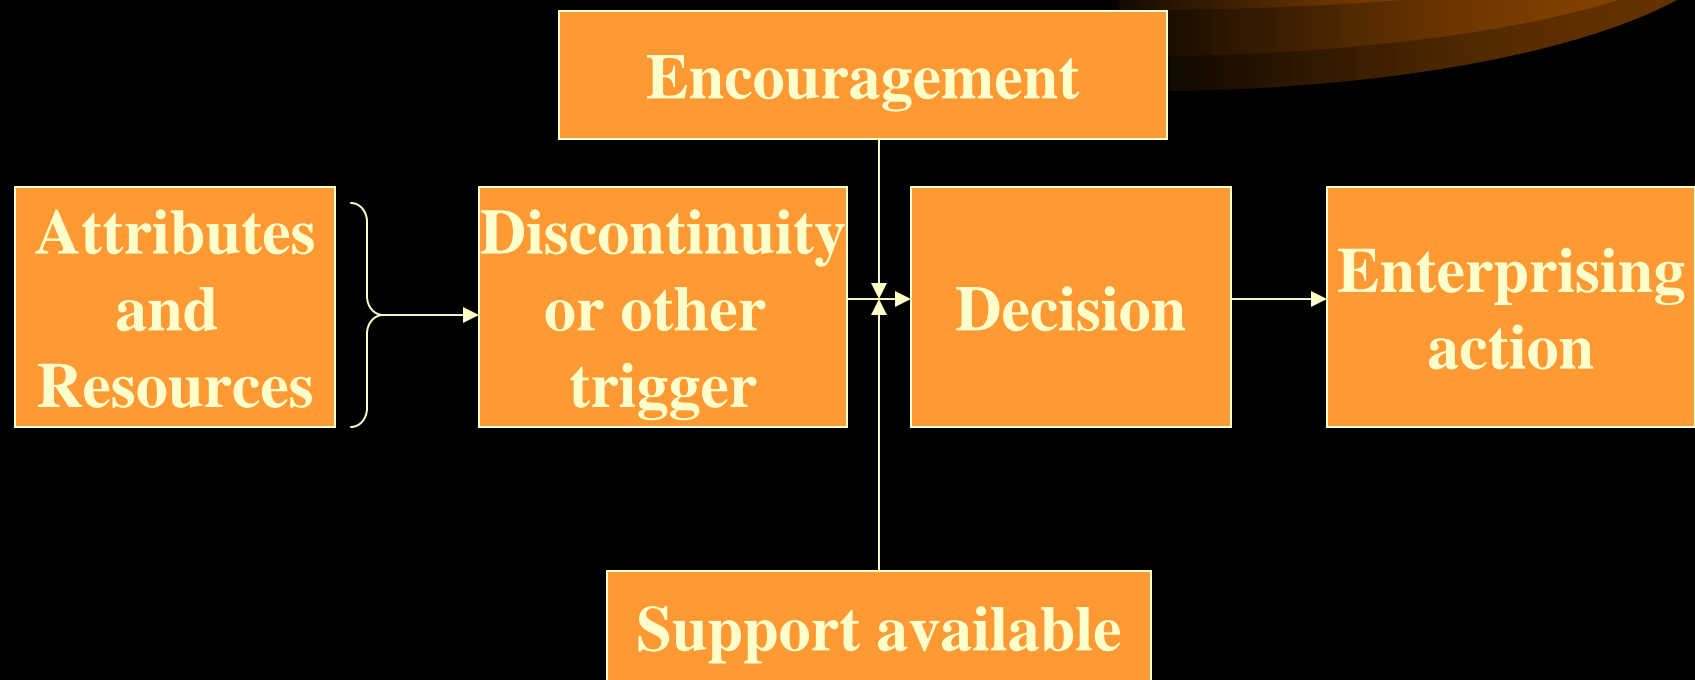 Encouragement
Attributes
and
Resources
Discontinuity
or other
trigger
Decision
Enterprising
action
Support available